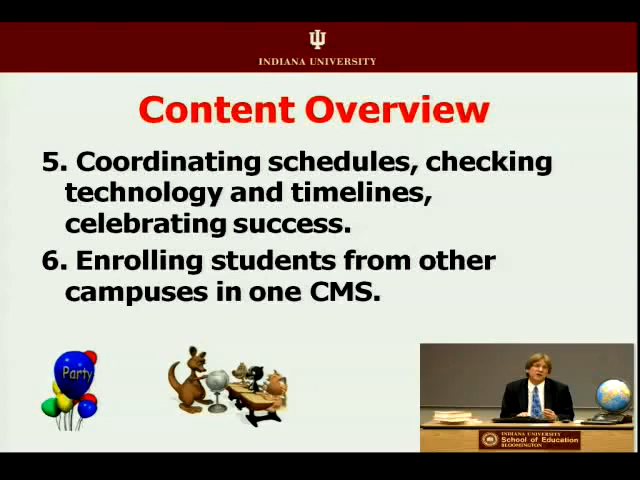 INDIANA UNIVERSITY
Content Overview
5. Coordinating schedules, checking
technology and timelines,
celebrating success.
6. Enrolling students from other
campuses in one CMS.
Party
INDIANA UNIVERSITY
School of Education
BLOOMINGTON